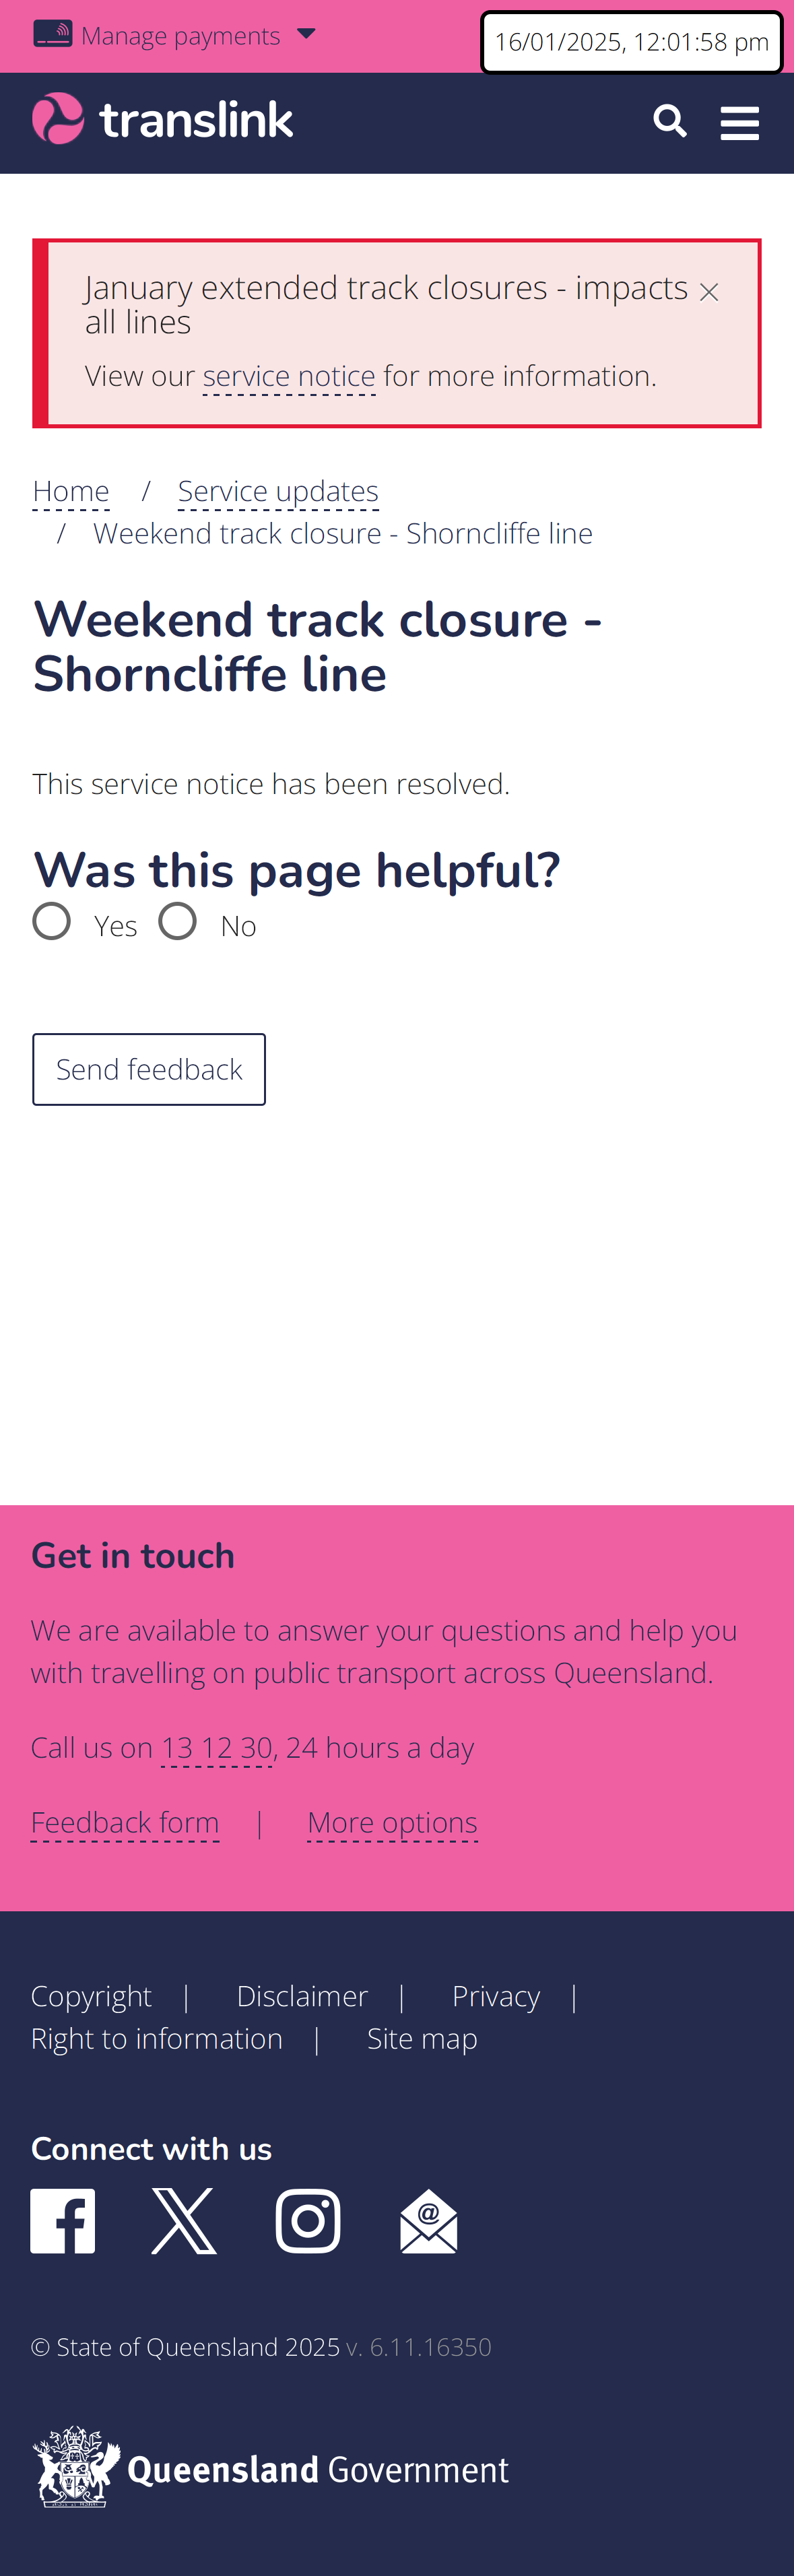 Manage payments
16/01/2025, 12:01:58 pm
translink
January extended track closures - impacts
all lines
View our service notice for more information.
Home / Service updates
/ Weekend track closure - Shorncliffe line
Weekend track closure -
Shorncliffe line
This service notice has been resolved.
Was this page helpful?
Yes No
Send feedback
Get in touch
We are available to answer your questions and help you
with travelling on public transport across Queensland.
Call us on 13 12 30, 24 hours a day
Feedback form | More options
Copyright | Disclaimer | Privacy |
Right to information | Site map
Connect with us
© State of Queensland 2025 v. 6.11.16350
Queensland Government